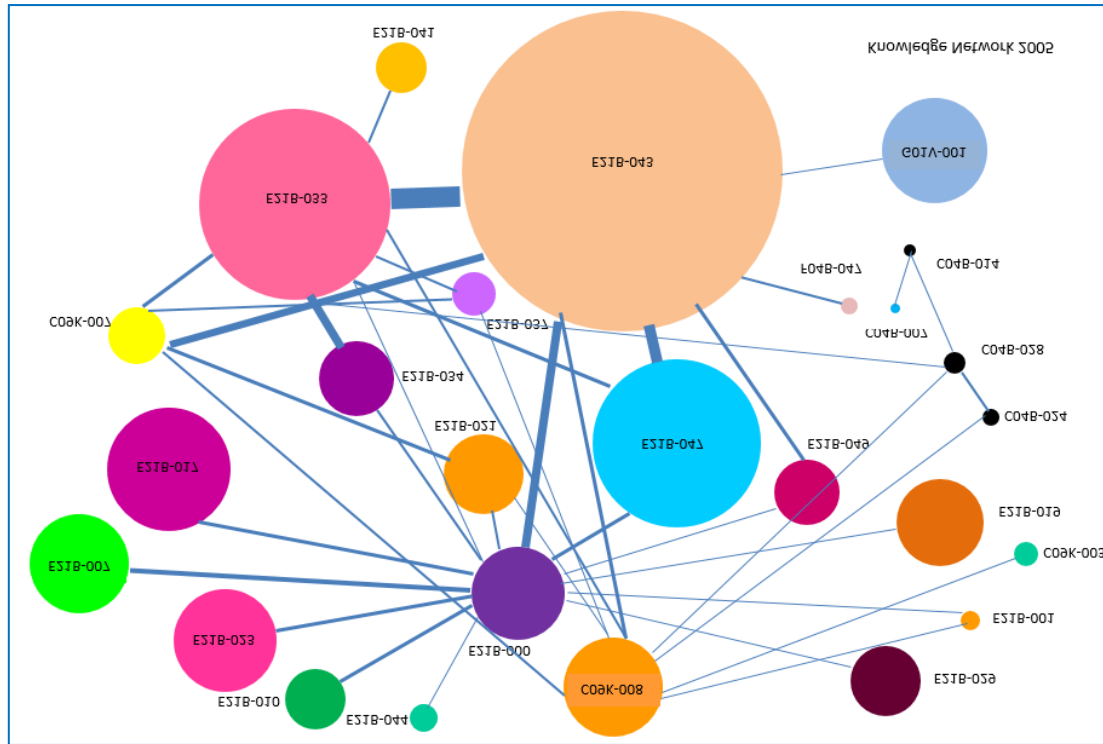 E21B-041
Knowledge Network 2005
E21B-043
G01V-001
E21B-033
F04B-047
C04B-014
C09K-007
E21B-037
C04B-007
C04B-028
E21B-034
C04B-024
E21B-021
E21B-017
E21B-047
E21B-049
E21B-019
C09K-003
E21B-007
E21B-001
E21B-023
E21B-000
E21B-029
C09K-008
E21B-010
E21B-044